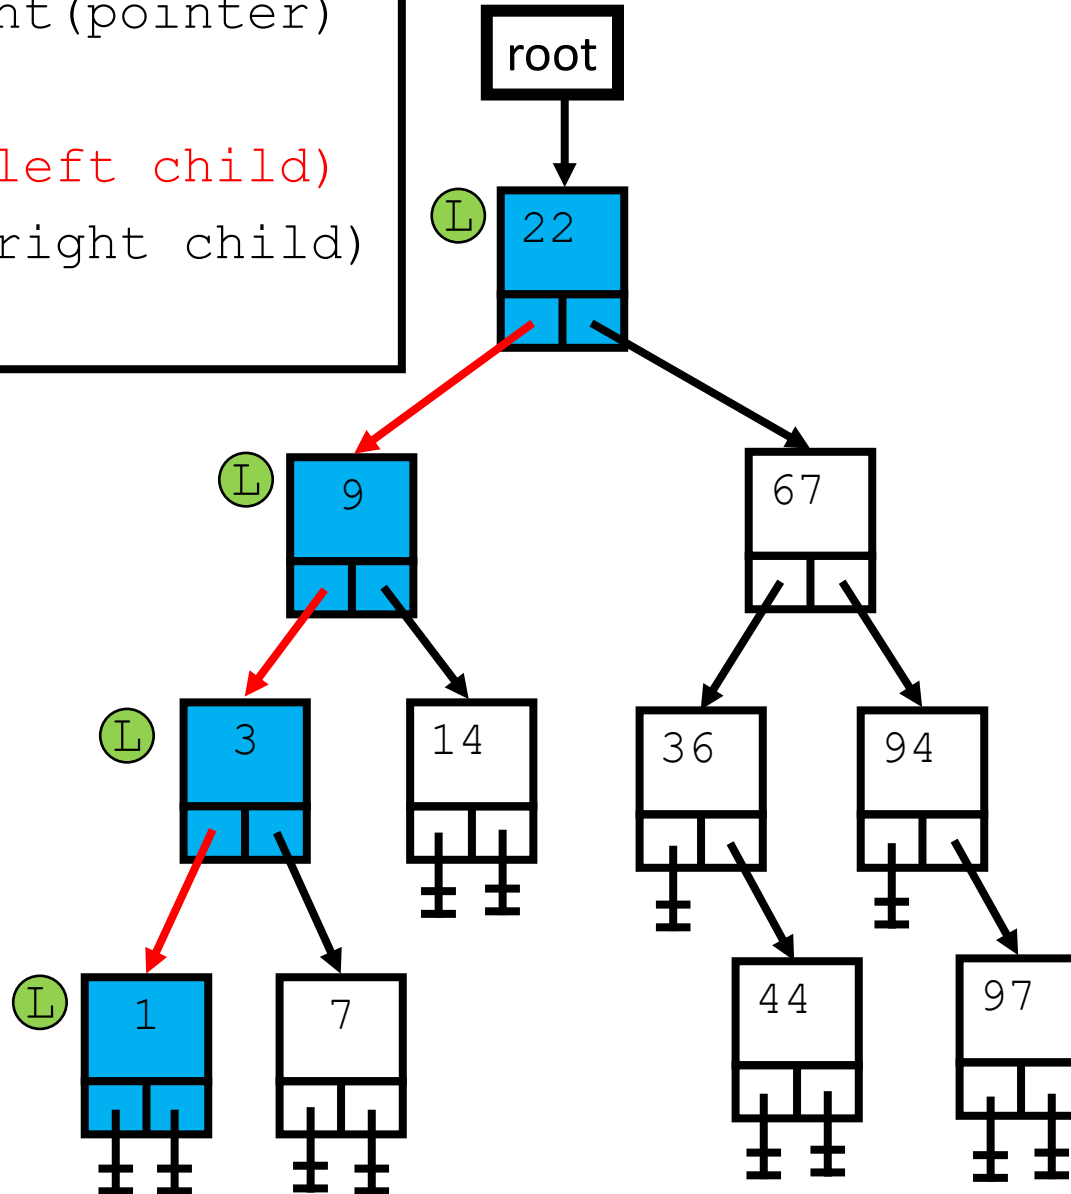 nt(pointer)
left child)
right child)
root
L
22
L
9
67
L
3
14
36
94
L
1
7
44
97